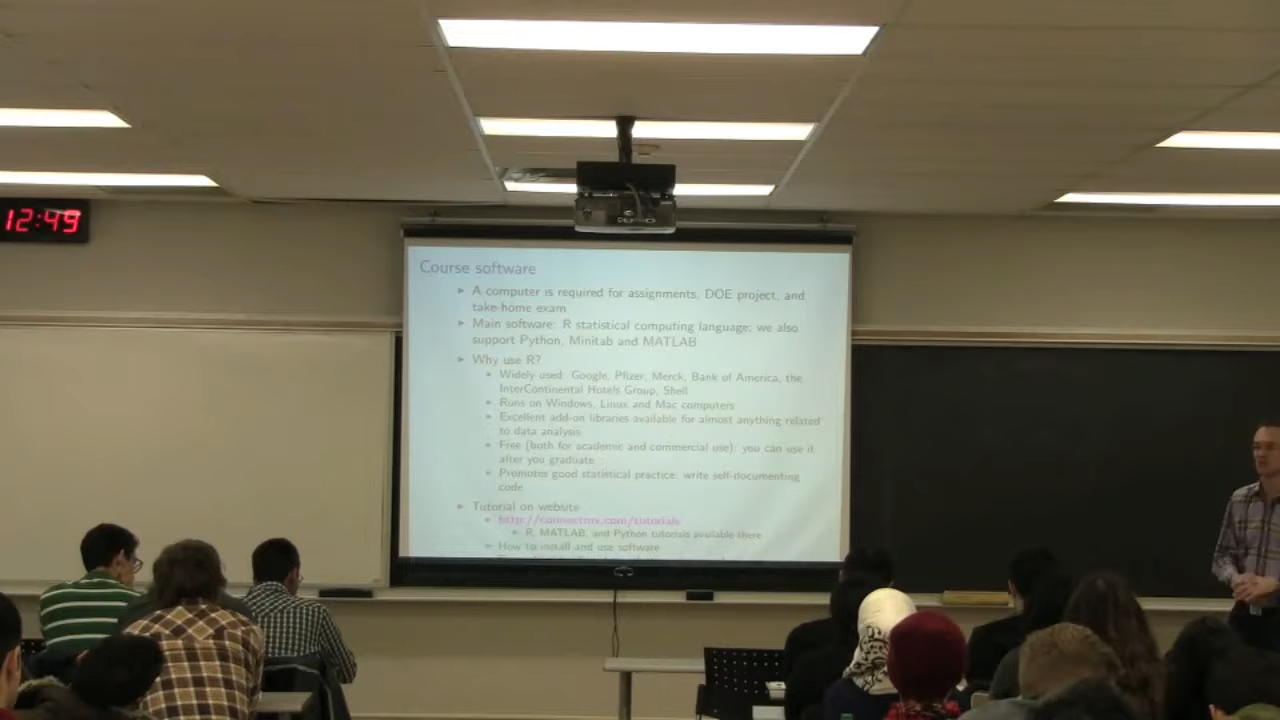 12:49
Course software
A computer is required for assignments, DOE project, and
take-home exam
Main software: R statistical computing language; we also
support Python, Minitab and MATLAB
Why use R?
Widely used: Google, Pfizer, Merck, Bank of America, the
InterContinental Hotels Group, Shell
Runs on Windows, Linux and Mac computers
Excellent add-on libraries available for almost anything related
to data analysis
Free (both for academic and commercial use): you can use it
after you graduate
Promotes good statistical practice: write self-documenting
code
Tutorial on website
http://connectmv.com/tutorials
R, MATLAB, and Python tutorials available there
How to install and use software